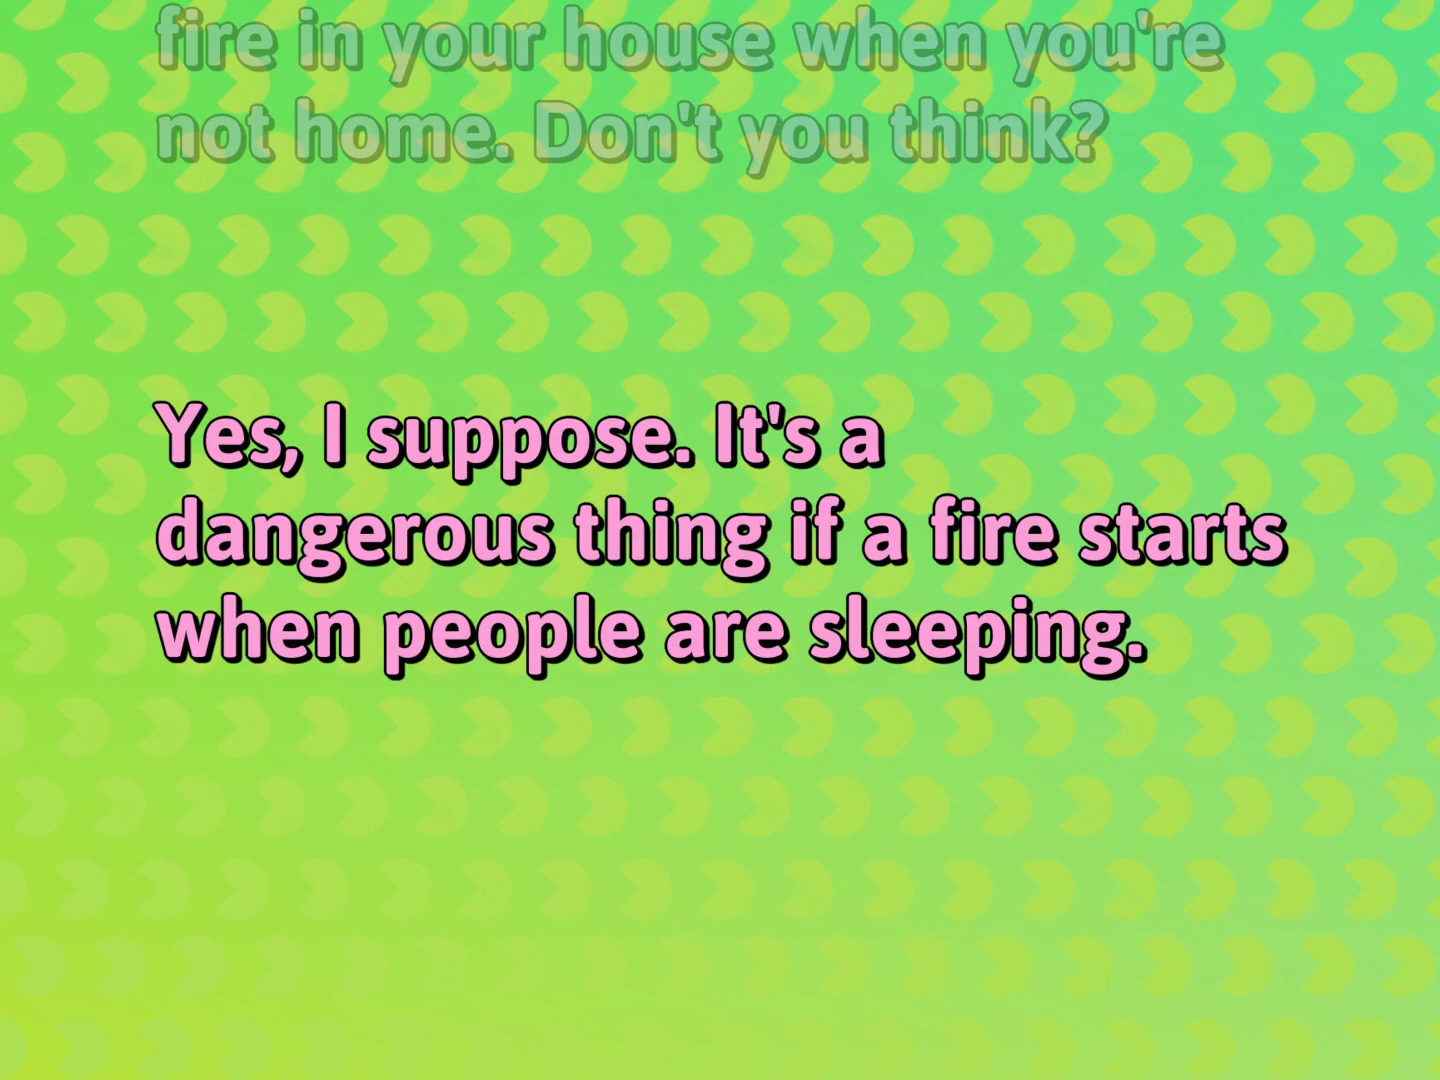 fire in your house when you're
not home. Don't you think?
Yes, I suppose. It's a
dangerous thing if a fire starts
when people are sleeping.